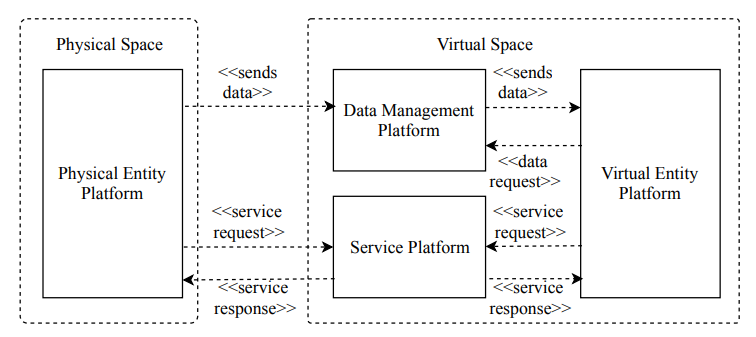 Physical Space
Virtual Space
<<sends
data>>
<<sends
data>>
Data Management
Platform
Physical Entity
Platform
<<data
request>>
Virtual Entity
Platform
<<service
request>>
<<service
request>>
Service Platform
<<service
response>>
<<service
response>>